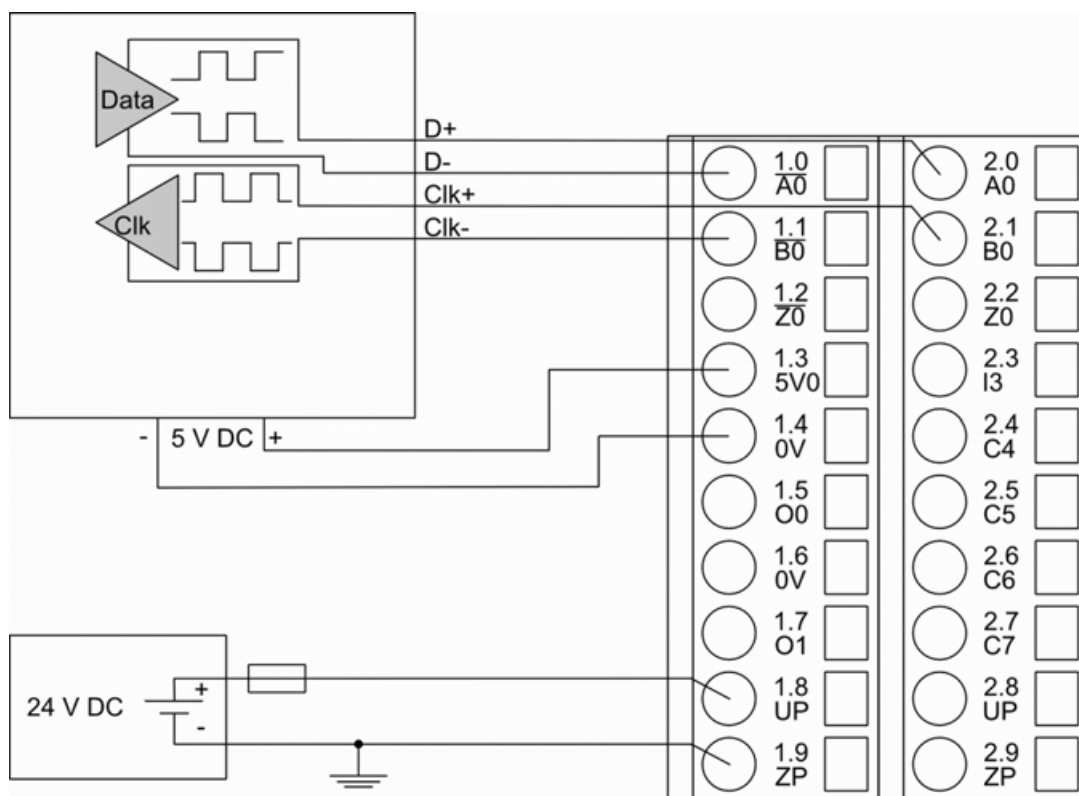 Data
D+
D-
Clk+
Clk
Clk-
- 5 V DC +
24 V DC
+
-
1.0
A0
1.1
B0
1.2
Z0
1.3
5V0
1.4
0V
1.5
O0
1.6
0V
1.7
O1
1.8
UP
1.9
ZP
2.0
A0
2.1
B0
2.2
Z0
2.3
I3
2.4
C4
2.5
C5
2.6
C6
2.7
C7
2.8
UP
2.9
ZP